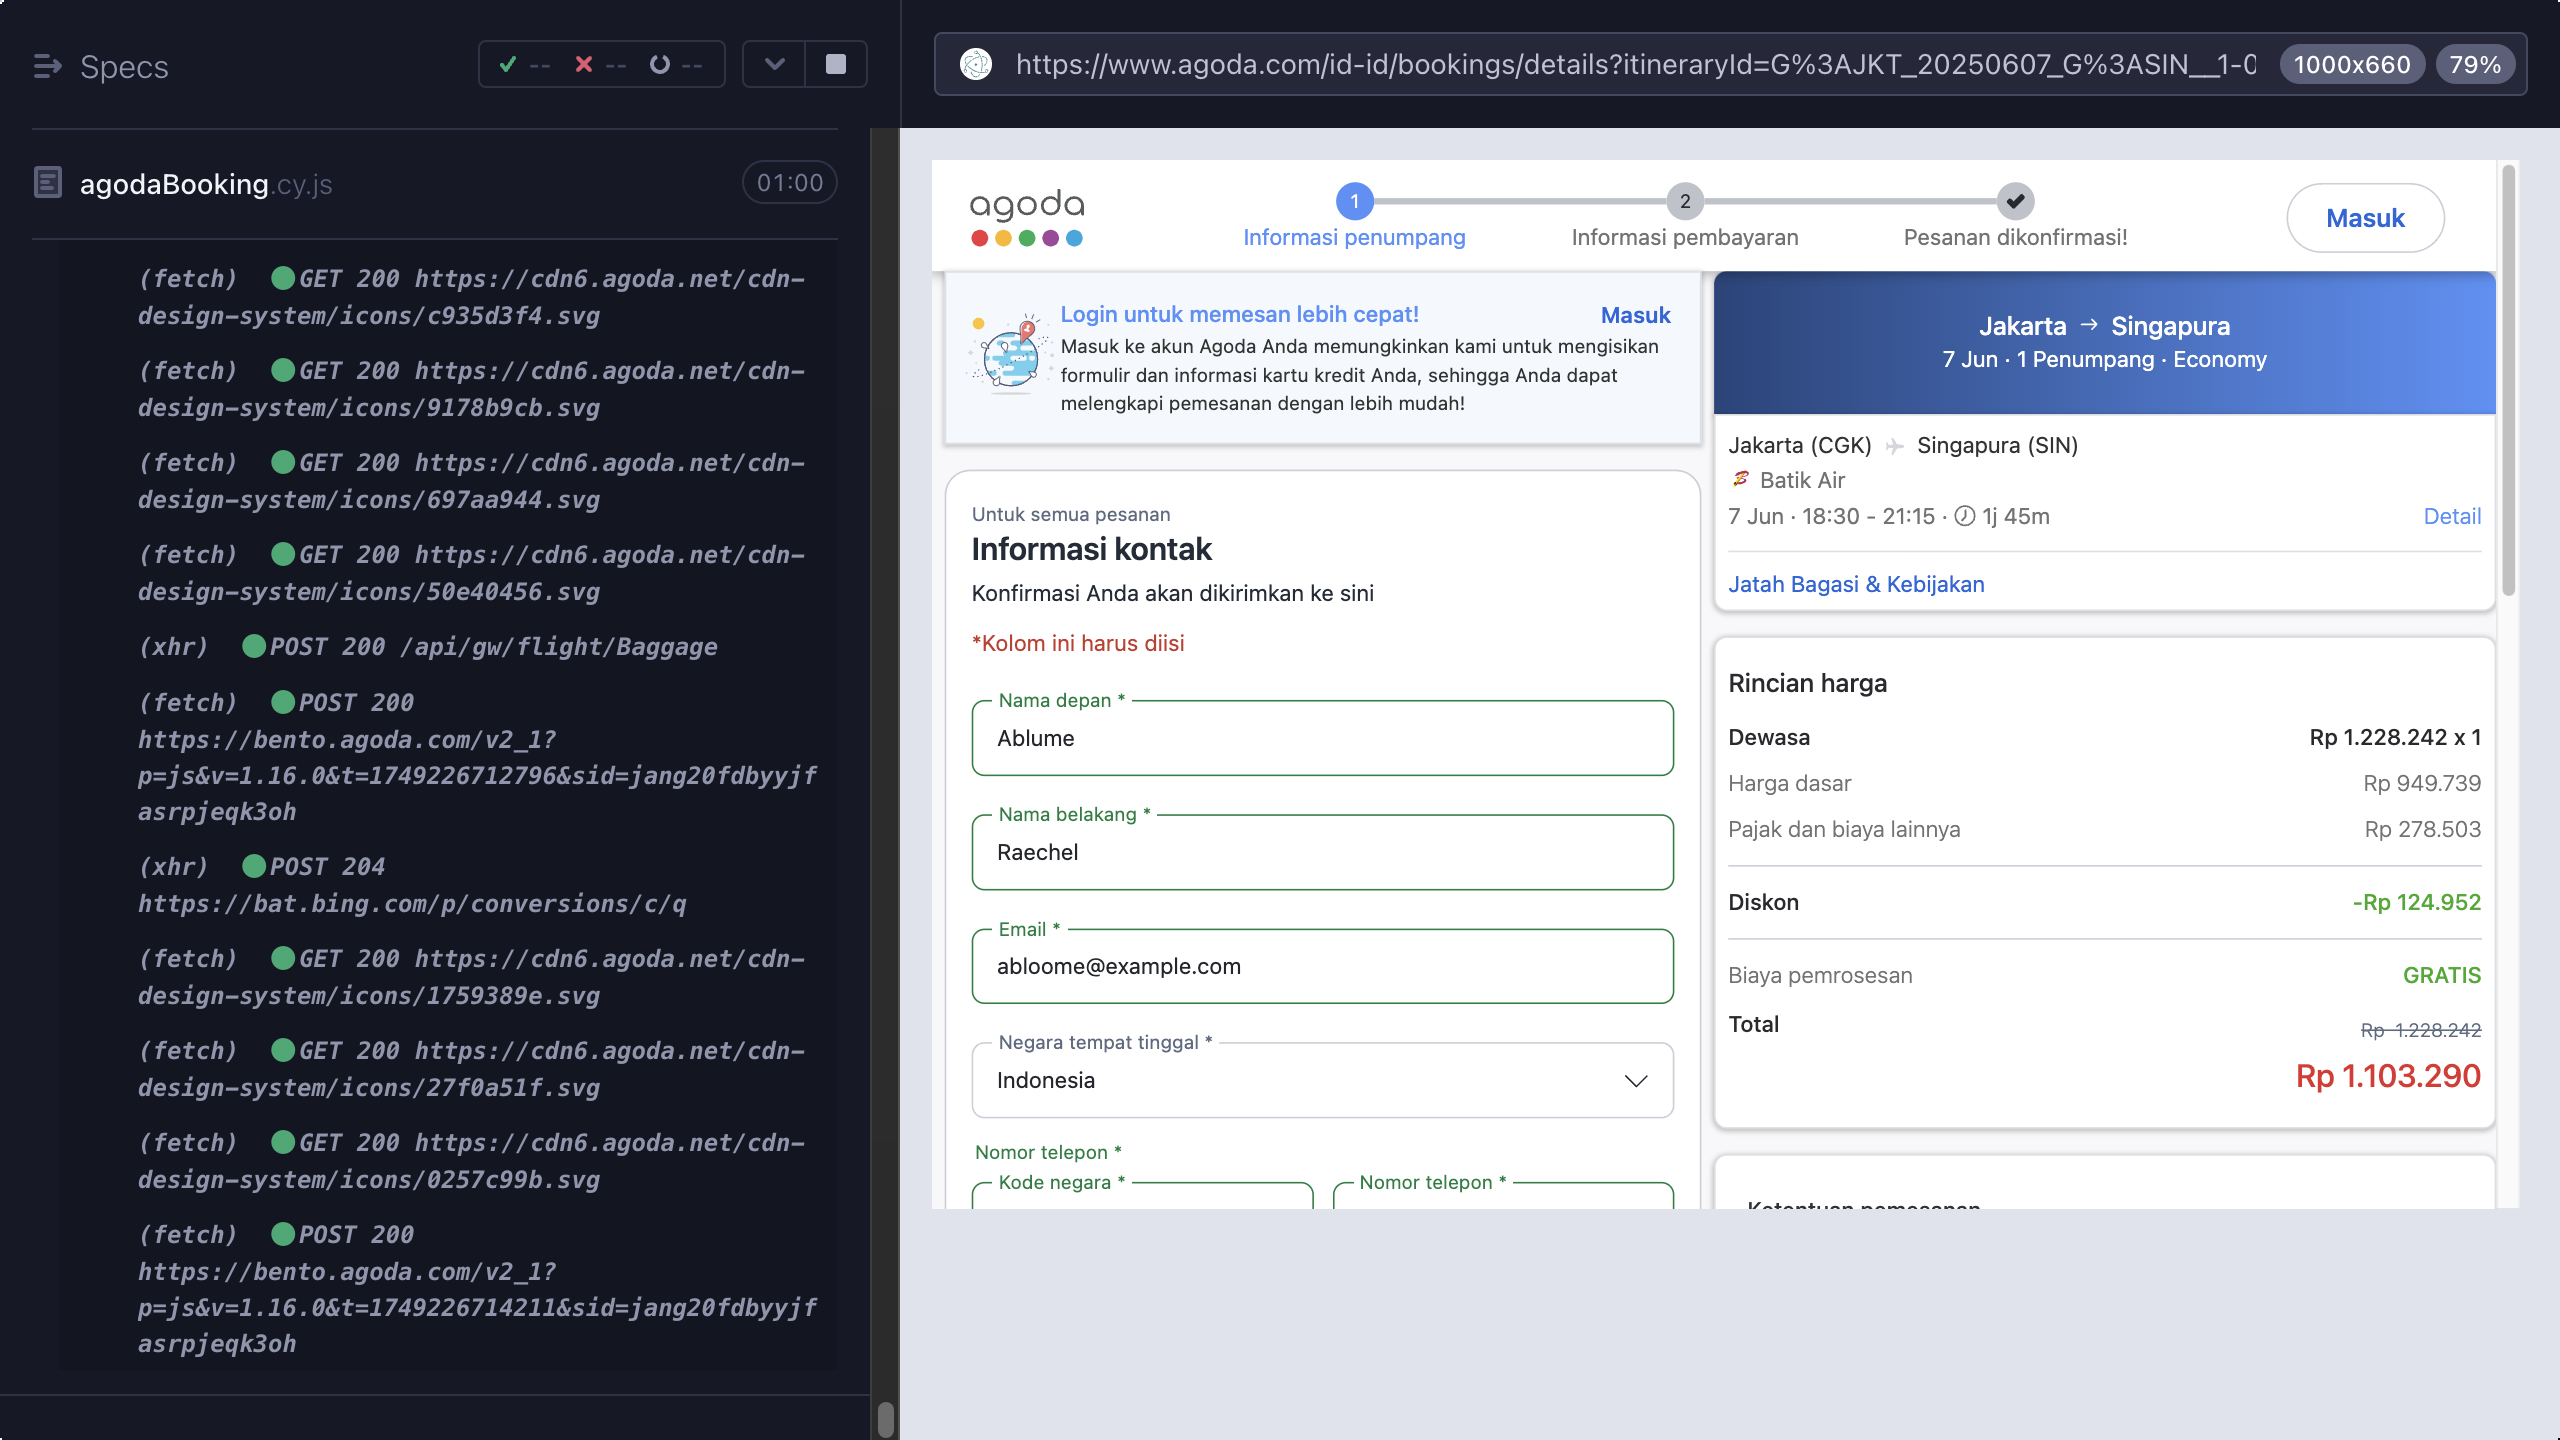 Specs
-- -- --
agodaBooking.cy.js
01:00
(fetch) GET 200 https://cdn6.agoda.net/cdn-
design-system/icons/c935d3f4.svg
(fetch) GET 200 https://cdn6.agoda.net/cdn-
design-system/icons/9178b9cb.svg
(fetch) GET 200 https://cdn6.agoda.net/cdn-
design-system/icons/697aa944.svg
(fetch) GET 200 https://cdn6.agoda.net/cdn-
design-system/icons/50e40456.svg
(xhr) POST 200 /api/gw/flight/Baggage
(fetch) POST 200
https://bento.agoda.com/v2_1?
p=js&v=1.16.0&t=1749226712796&sid=jang20fdbyyjf
asrpjeqk3oh
(xhr) POST 204
https://bat.bing.com/p/conversions/c/q
(fetch) GET 200 https://cdn6.agoda.net/cdn-
design-system/icons/1759389e.svg
(fetch) GET 200 https://cdn6.agoda.net/cdn-
design-system/icons/27f0a51f.svg
(fetch) GET 200 https://cdn6.agoda.net/cdn-
design-system/icons/0257c99b.svg
(fetch) POST 200
https://bento.agoda.com/v2_1?
p=js&v=1.16.0&t=1749226714211&sid=jang20fdbyyjf
asrpjeqk3oh
https://www.agoda.com/id-id/bookings/details?itineraryId=G%3AJKT_20250607_G%3ASIN__1-0
1000x660
79%
agoda
1
Informasi penumpang
2
Informasi pembayaran
Pesanan dikonfirmasi!
Masuk
Login untuk memesan lebih cepat!
Masuk
Masuk ke akun Agoda Anda memungkinkan kami untuk mengisikan
formulir dan informasi kartu kredit Anda, sehingga Anda dapat
melengkapi pemesanan dengan lebih mudah!
Untuk semua pesanan
Informasi kontak
Konfirmasi Anda akan dikirimkan ke sini
*Kolom ini harus diisi
Nama depan *
Ablume
Nama belakang *
Raechel
Email *
abloome@example.com
Negara tempat tinggal *
Indonesia
Nomor telepon *
Kode negara *
Nomor telepon *
Jakarta → Singapura
7 Jun · 1 Penumpang · Economy
Jakarta (CGK) Singapura (SIN)
Batik Air
7 Jun · 18:30 - 21:15 · 1j 45m
Detail
Jatah Bagasi & Kebijakan
Rincian harga
Dewasa Rp 1.228.242 x 1
Harga dasar Rp 949.739
Pajak dan biaya lainnya Rp 278.503
Diskon -Rp 124.952
Biaya pemrosesan GRATIS
Total Rp 1.228.242
Rp 1.103.290
Ketentuan pemesanan